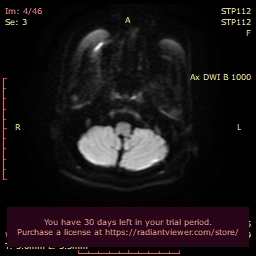 Im: 4/46
Se: 3
STP112
STP112
F
A
Ax DWI B 1000
R
L
You have 30 days left in your trial period.
Purchase a license at https://radiantviewer.com/store/